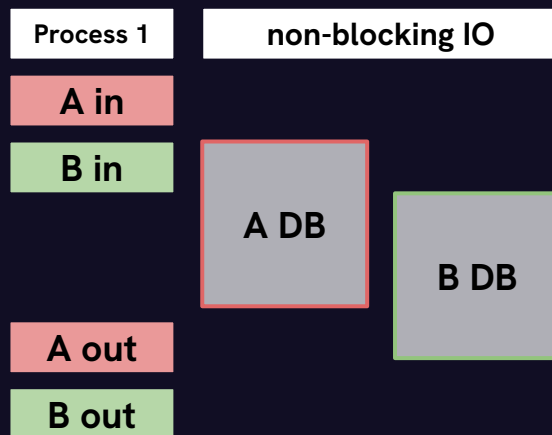 Process 1
non-blocking IO
A in
B in
A DB
B DB
A out
B out